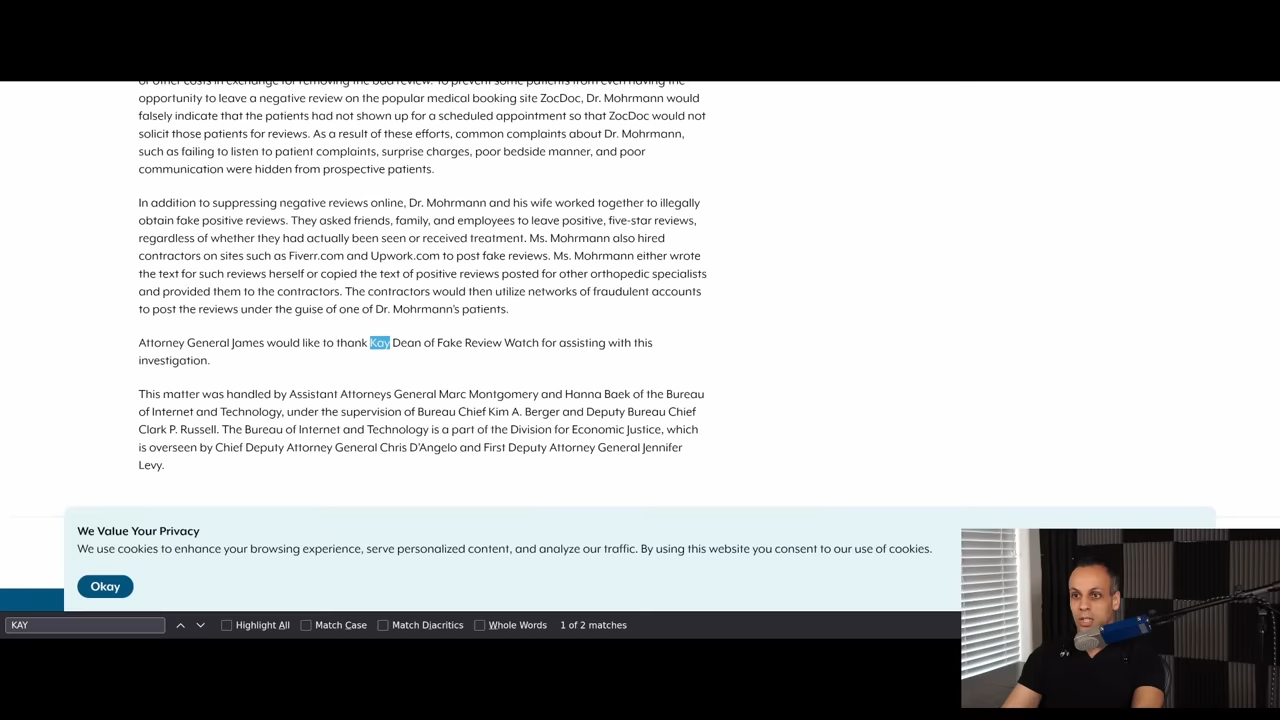 of other costs in exchange for removing the bad review. To prevent some patients from even having the
opportunity to leave a negative review on the popular medical booking site ZocDoc, Dr. Mohrmann would
falsely indicate that the patients had not shown up for a scheduled appointment so that ZocDoc would not
solicit those patients for reviews. As a result of these efforts, common complaints about Dr. Mohrmann,
such as failing to listen to patient complaints, surprise charges, poor bedside manner, and poor
communication were hidden from prospective patients.
In addition to suppressing negative reviews online, Dr. Mohrmann and his wife worked together to illegally
obtain fake positive reviews. They asked friends, family, and employees to leave positive, five-star reviews,
regardless of whether they had actually been seen or received treatment. Ms. Mohrmann also hired
contractors on sites such as Fiverr.com and Upwork.com to post fake reviews. Ms. Mohrmann either wrote
the text for such reviews herself or copied the text of positive reviews posted for other orthopedic specialists
and provided them to the contractors. The contractors would then utilize networks of fraudulent accounts
to post the reviews under the guise of one of Dr. Mohrmann's patients.
Attorney General James would like to thank Kay Dean of Fake Review Watch for assisting with this
investigation.
This matter was handled by Assistant Attorneys General Marc Montgomery and Hanna Baek of the Bureau
of Internet and Technology, under the supervision of Bureau Chief Kim A. Berger and Deputy Bureau Chief
Clark P. Russell. The Bureau of Internet and Technology is a part of the Division for Economic Justice, which
is overseen by Chief Deputy Attorney General Chris D'Angelo and First Deputy Attorney General Jennifer
Levy.
We Value Your Privacy
We use cookies to enhance your browsing experience, serve personalized content, and analyze our traffic. By using this website you consent to our use of cookies.
Okay
KAY Highlight All Match Case Match Diacritics Whole Words 1 of 2 matches